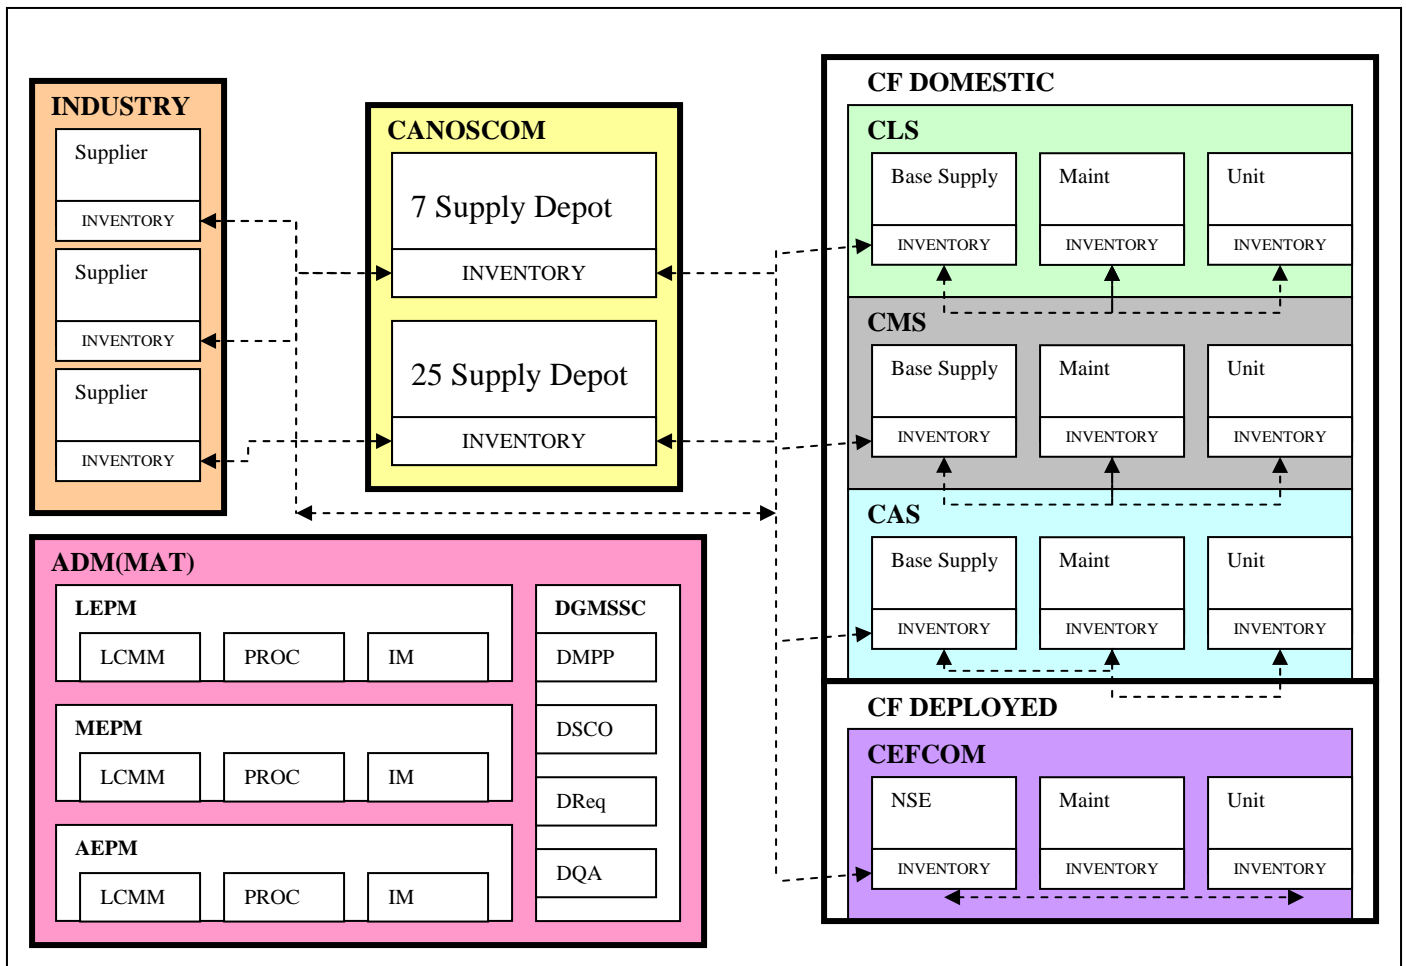 INDUSTRY
Supplier
INVENTORY
Supplier
INVENTORY
Supplier
INVENTORY
CANOSCOM
7 Supply Depot
INVENTORY
25 Supply Depot
INVENTORY
CF DOMESTIC
CLS
Base Supply
INVENTORY
Maint
INVENTORY
Unit
INVENTORY
CMS
Base Supply
INVENTORY
Maint
INVENTORY
Unit
INVENTORY
CAS
Base Supply
INVENTORY
Maint
INVENTORY
Unit
INVENTORY
CF DEPLOYED
CEFCOM
NSE
INVENTORY
Maint
INVENTORY
Unit
INVENTORY
ADM(MAT)
LEPM
LCMM
PROC
IM
MEPM
LCMM
PROC
IM
AEPM
LCMM
PROC
IM
DGMSSC
DMPP
DSCO
DReq
DQA